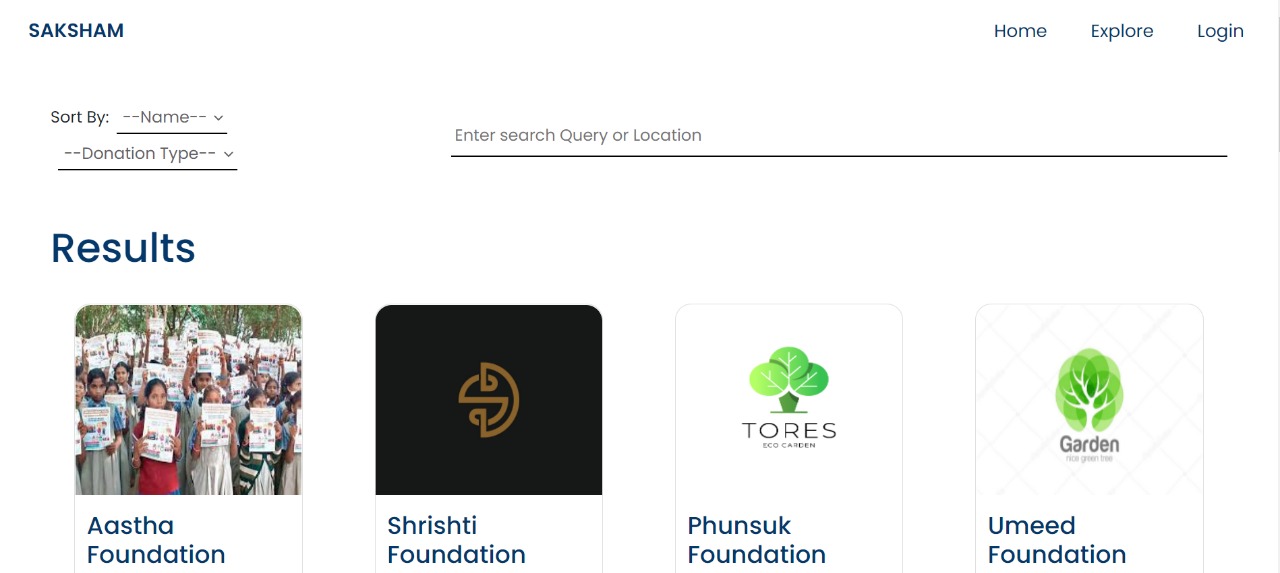 SAKSHAM
Home Explore Login
Sort By: --Name--
--Donation Type--
Enter search Query or Location
Results
TORES
ECO GARDEN
Garden
nice green tree
Aastha
Foundation
Shrishti
Foundation
Phunsuk
Foundation
Umeed
Foundation